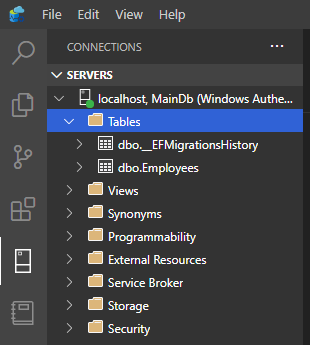 File Edit View Help
CONNECTIONS ...
SERVERS
localhost, MainDb (Windows Authe...
Tables
dbo.__EFMigrationsHistory
dbo.Employees
Views
Synonyms
Programmability
External Resources
Service Broker
Storage
Security